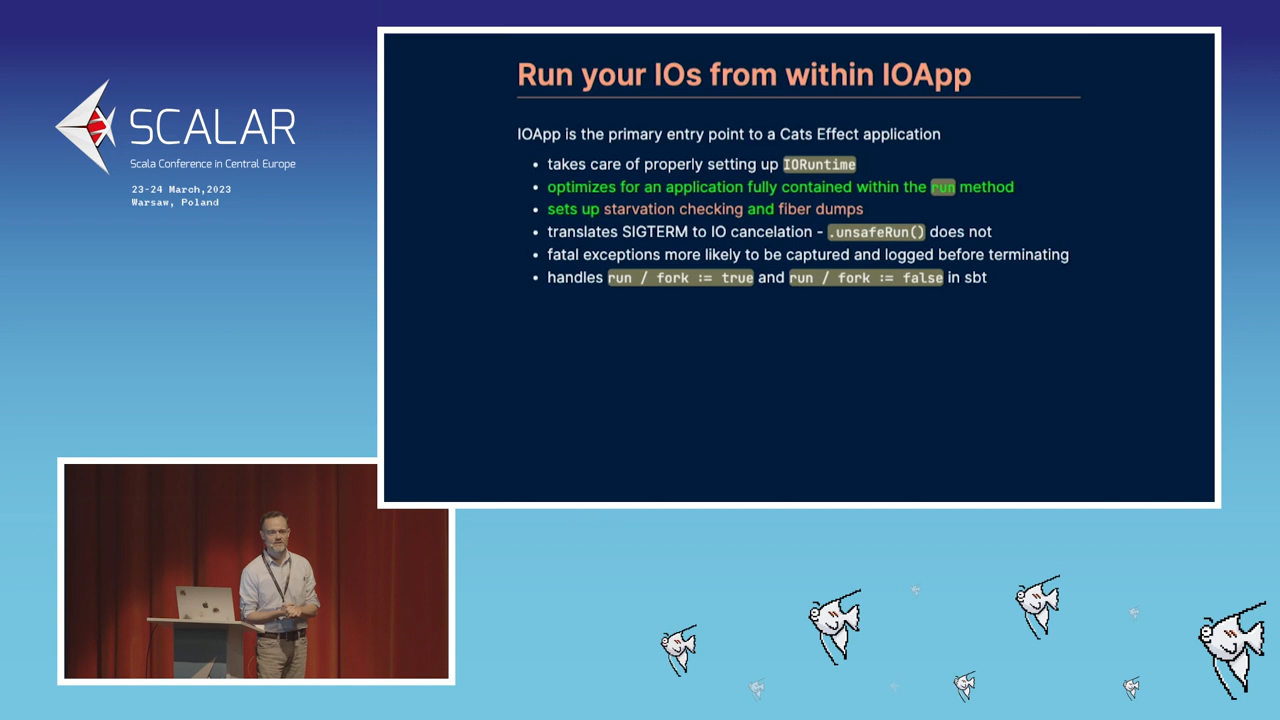 SCALAR
Scala Conference in Central Europe
23-24 March,2023
Warsaw, Poland
Run your IOs from within IOApp
IOApp is the primary entry point to a Cats Effect application
• takes care of properly setting up IORuntime
• optimizes for an application fully contained within the run method
• sets up starvation checking and fiber dumps
• translates SIGTERM to IO cancelation - .unsafeRun() does not
• fatal exceptions more likely to be captured and logged before terminating
• handles run / fork := true and run / fork := false in sbt